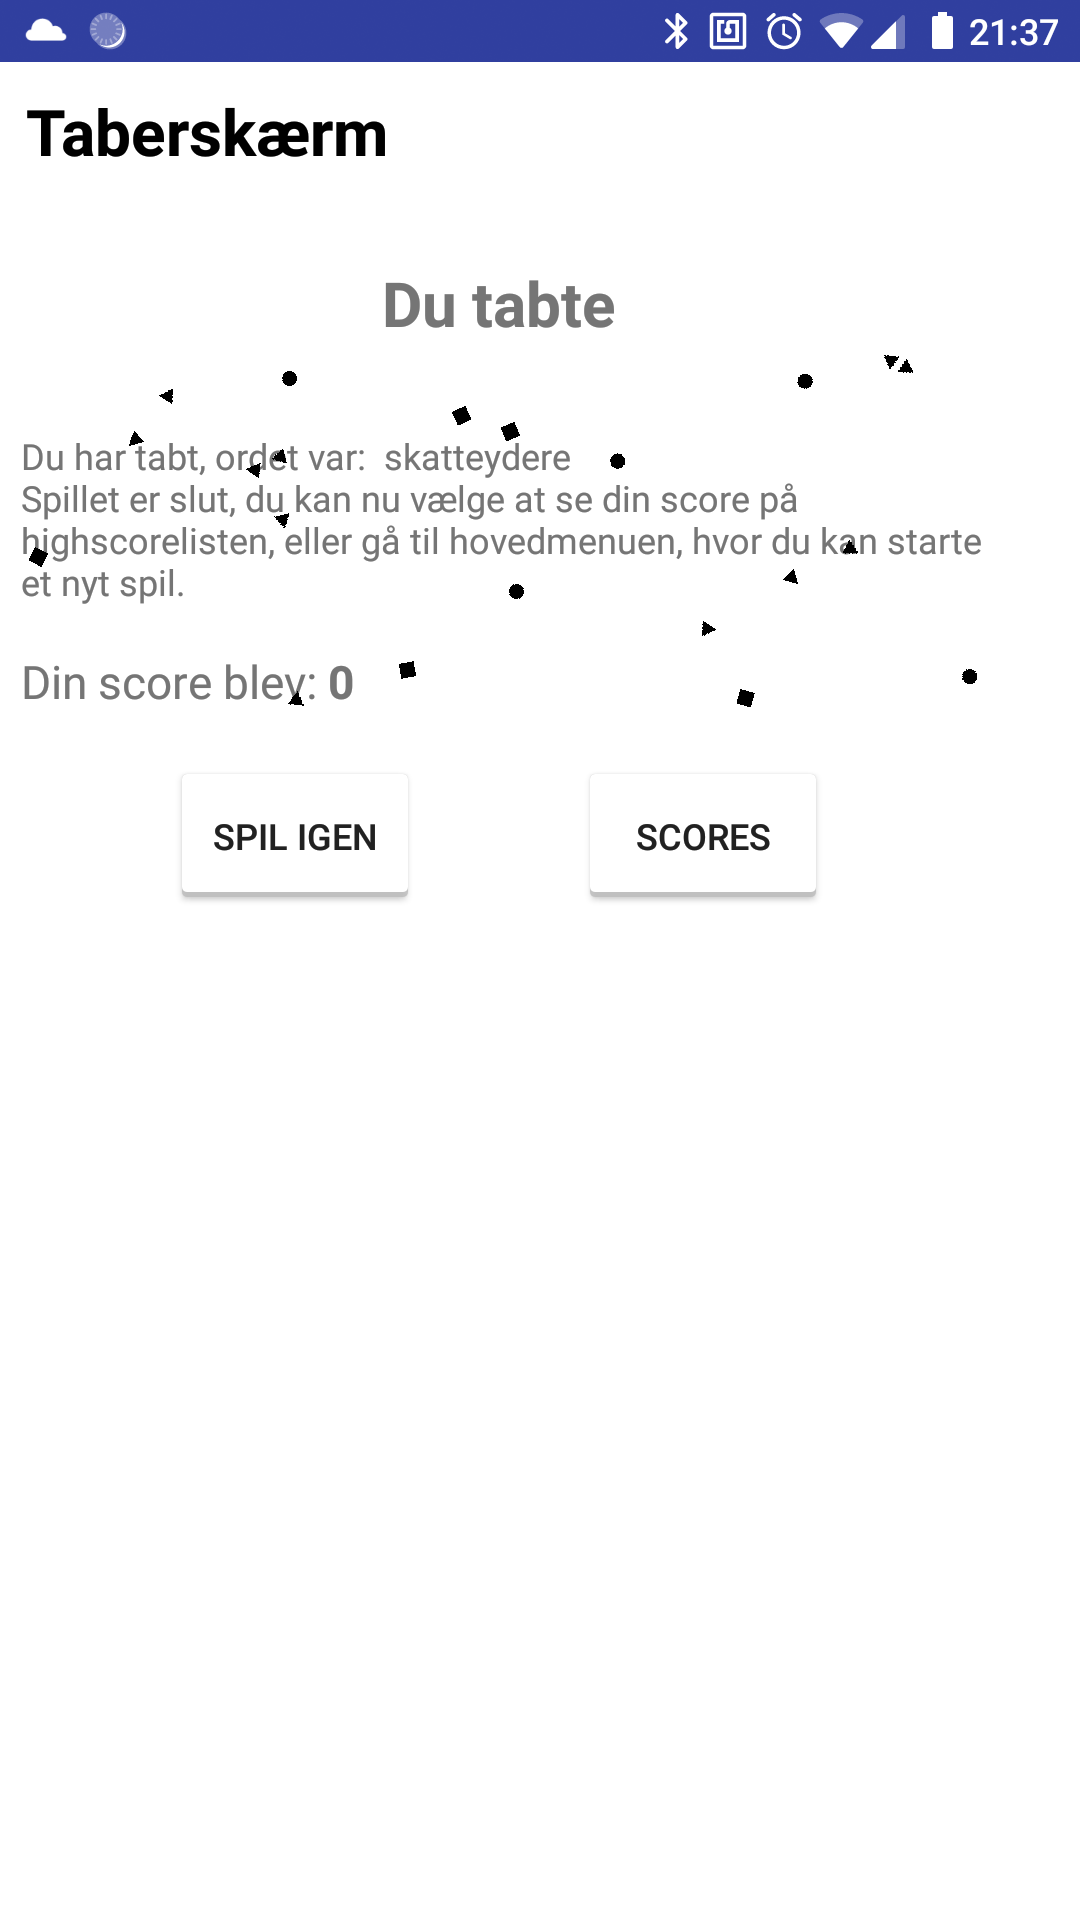 21:37
Taberskærm
Du tabte
Du har tabt, ordet var:  skatteydere
Spillet er slut, du kan nu vælge at se din score på
highscorelisten, eller gå til hovedmenuen, hvor du kan starte
et nyt spil.
Din score blev: 0
SPIL IGEN
SCORES